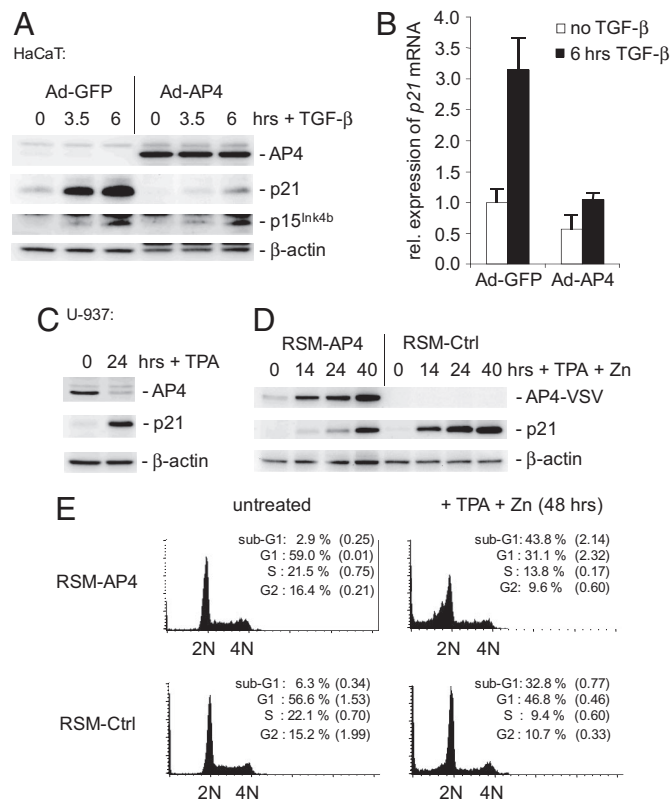 A
HaCaT:
Ad-GFP Ad-AP4
0 3.5 6 0 3.5 6 hrs + TGF-β
- AP4
- p21
- p15Ink4b
- β-actin
B
rel. expression of p21 mRNA
4.0
3.5
3.0
2.5
2.0
1.5
1.0
0.5
0.0
no TGF-β
6 hrs TGF-β
Ad-GFP Ad-AP4
C U-937:
0 24 hrs + TPA
- AP4
- p21
- β-actin
D
RSM-AP4 RSM-Ctrl
0 14 24 40 0 14 24 40 hrs + TPA + Zn
- AP4-VSV
- p21
- β-actin
E
untreated + TPA + Zn (48 hrs)
RSM-AP4
sub-G1: 2.9 % (0.25)
G1 : 59.0 % (0.01)
S : 21.5 % (0.75)
G2 : 16.4 % (0.21)
2N 4N
sub-G1: 43.8 % (2.14)
G1 : 31.1 % (2.32)
S : 13.8 % (0.17)
G2: 9.6 % (0.60)
2N 4N
RSM-Ctrl
sub-G1: 6.3 % (0.34)
G1 : 56.6 % (1.53)
S : 22.1 % (0.70)
G2 : 15.2 % (1.99)
2N 4N
sub-G1: 32.8 % (0.77)
G1 : 46.8 % (0.46)
S : 9.4 % (0.60)
G2 : 10.7 % (0.33)
2N 4N